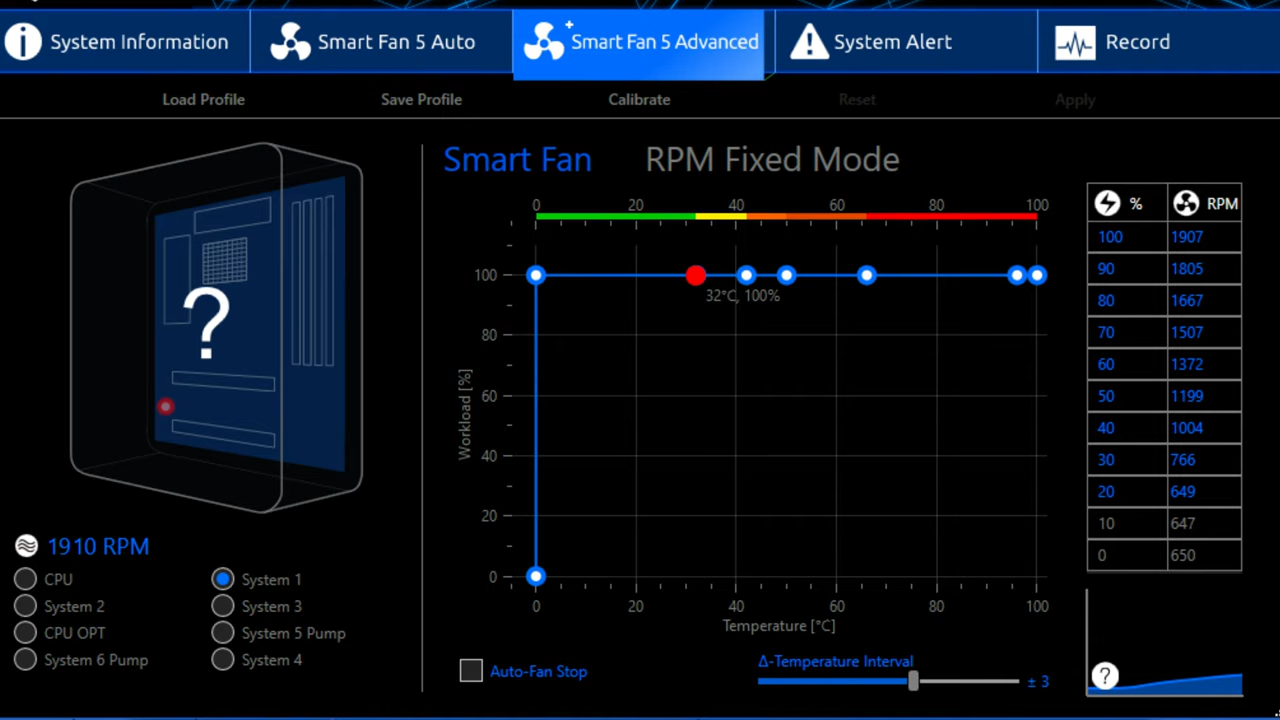 System Information
Smart Fan 5 Auto
Smart Fan 5 Advanced
System Alert
Record
Load Profile
Save Profile
Calibrate
Reset
Apply
Smart Fan
RPM Fixed Mode
0 20 40 60 80 100
100
80
60
40
20
0
32°C, 100%
Workload [%]
0 20 40 60 80 100
Temperature [°C]
% RPM
100 1907
90 1805
80 1667
70 1507
60 1372
50 1199
40 1004
30 766
20 649
10 647
0 650
?
1910 RPM
CPU
System 1
System 2
System 3
CPU OPT
System 5 Pump
System 6 Pump
System 4
Auto-Fan Stop
Δ-Temperature Interval
± 3
?